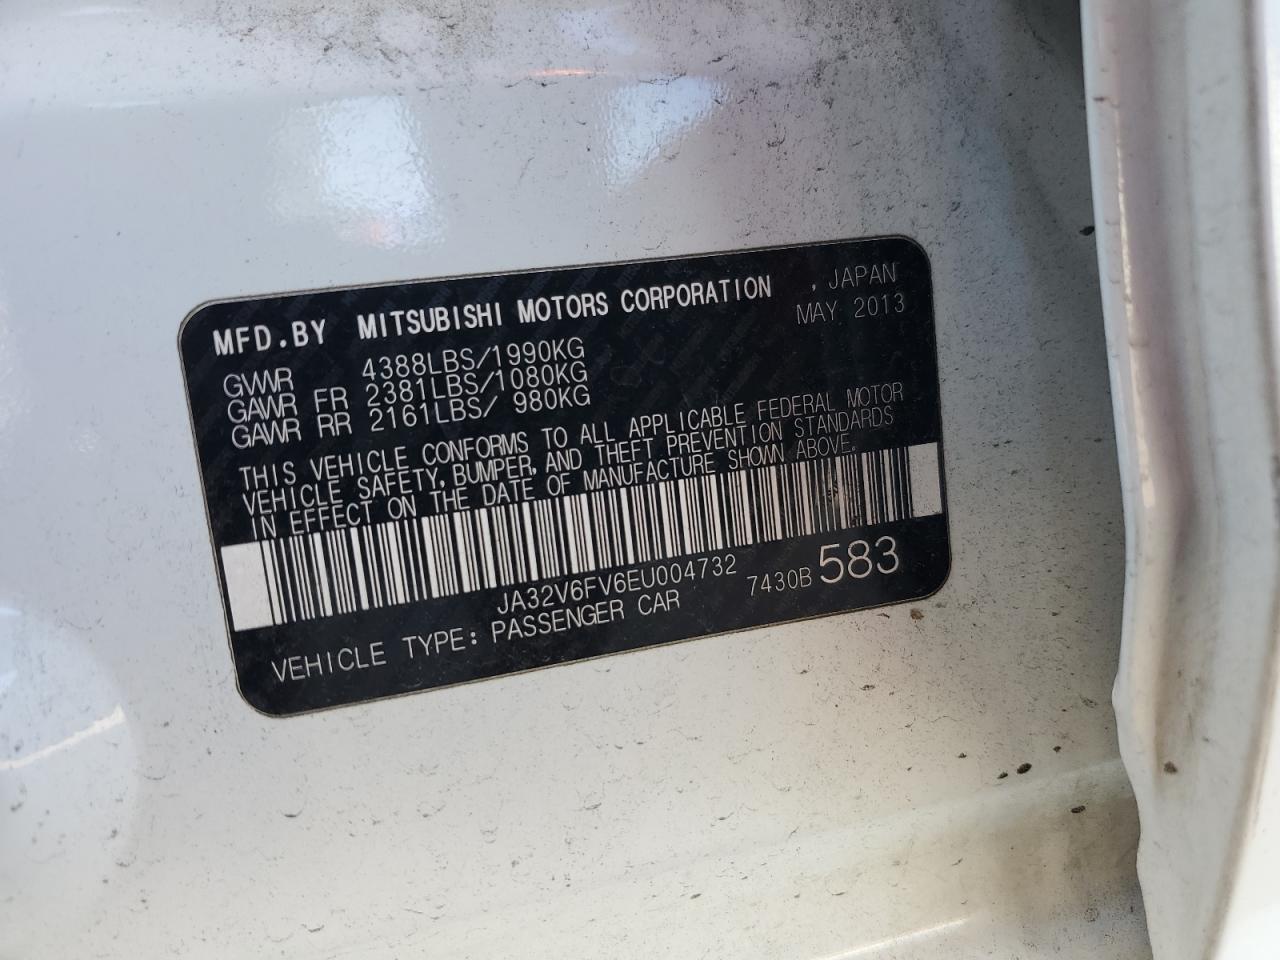 MFD.BY MITSUBISHI MOTORS CORPORATION , JAPAN
MAY 2013
GVWR 4388LBS/1990KG
GAWR FR 2381LBS/1080KG
GAWR RR 2161LBS/ 980KG
THIS VEHICLE CONFORMS TO ALL APPLICABLE FEDERAL MOTOR
VEHICLE SAFETY, BUMPER, AND THEFT PREVENTION STANDARDS
IN EFFECT ON THE DATE OF MANUFACTURE SHOWN ABOVE.
JA32V6FV6EU004732
VEHICLE TYPE: PASSENGER CAR 7430B 583